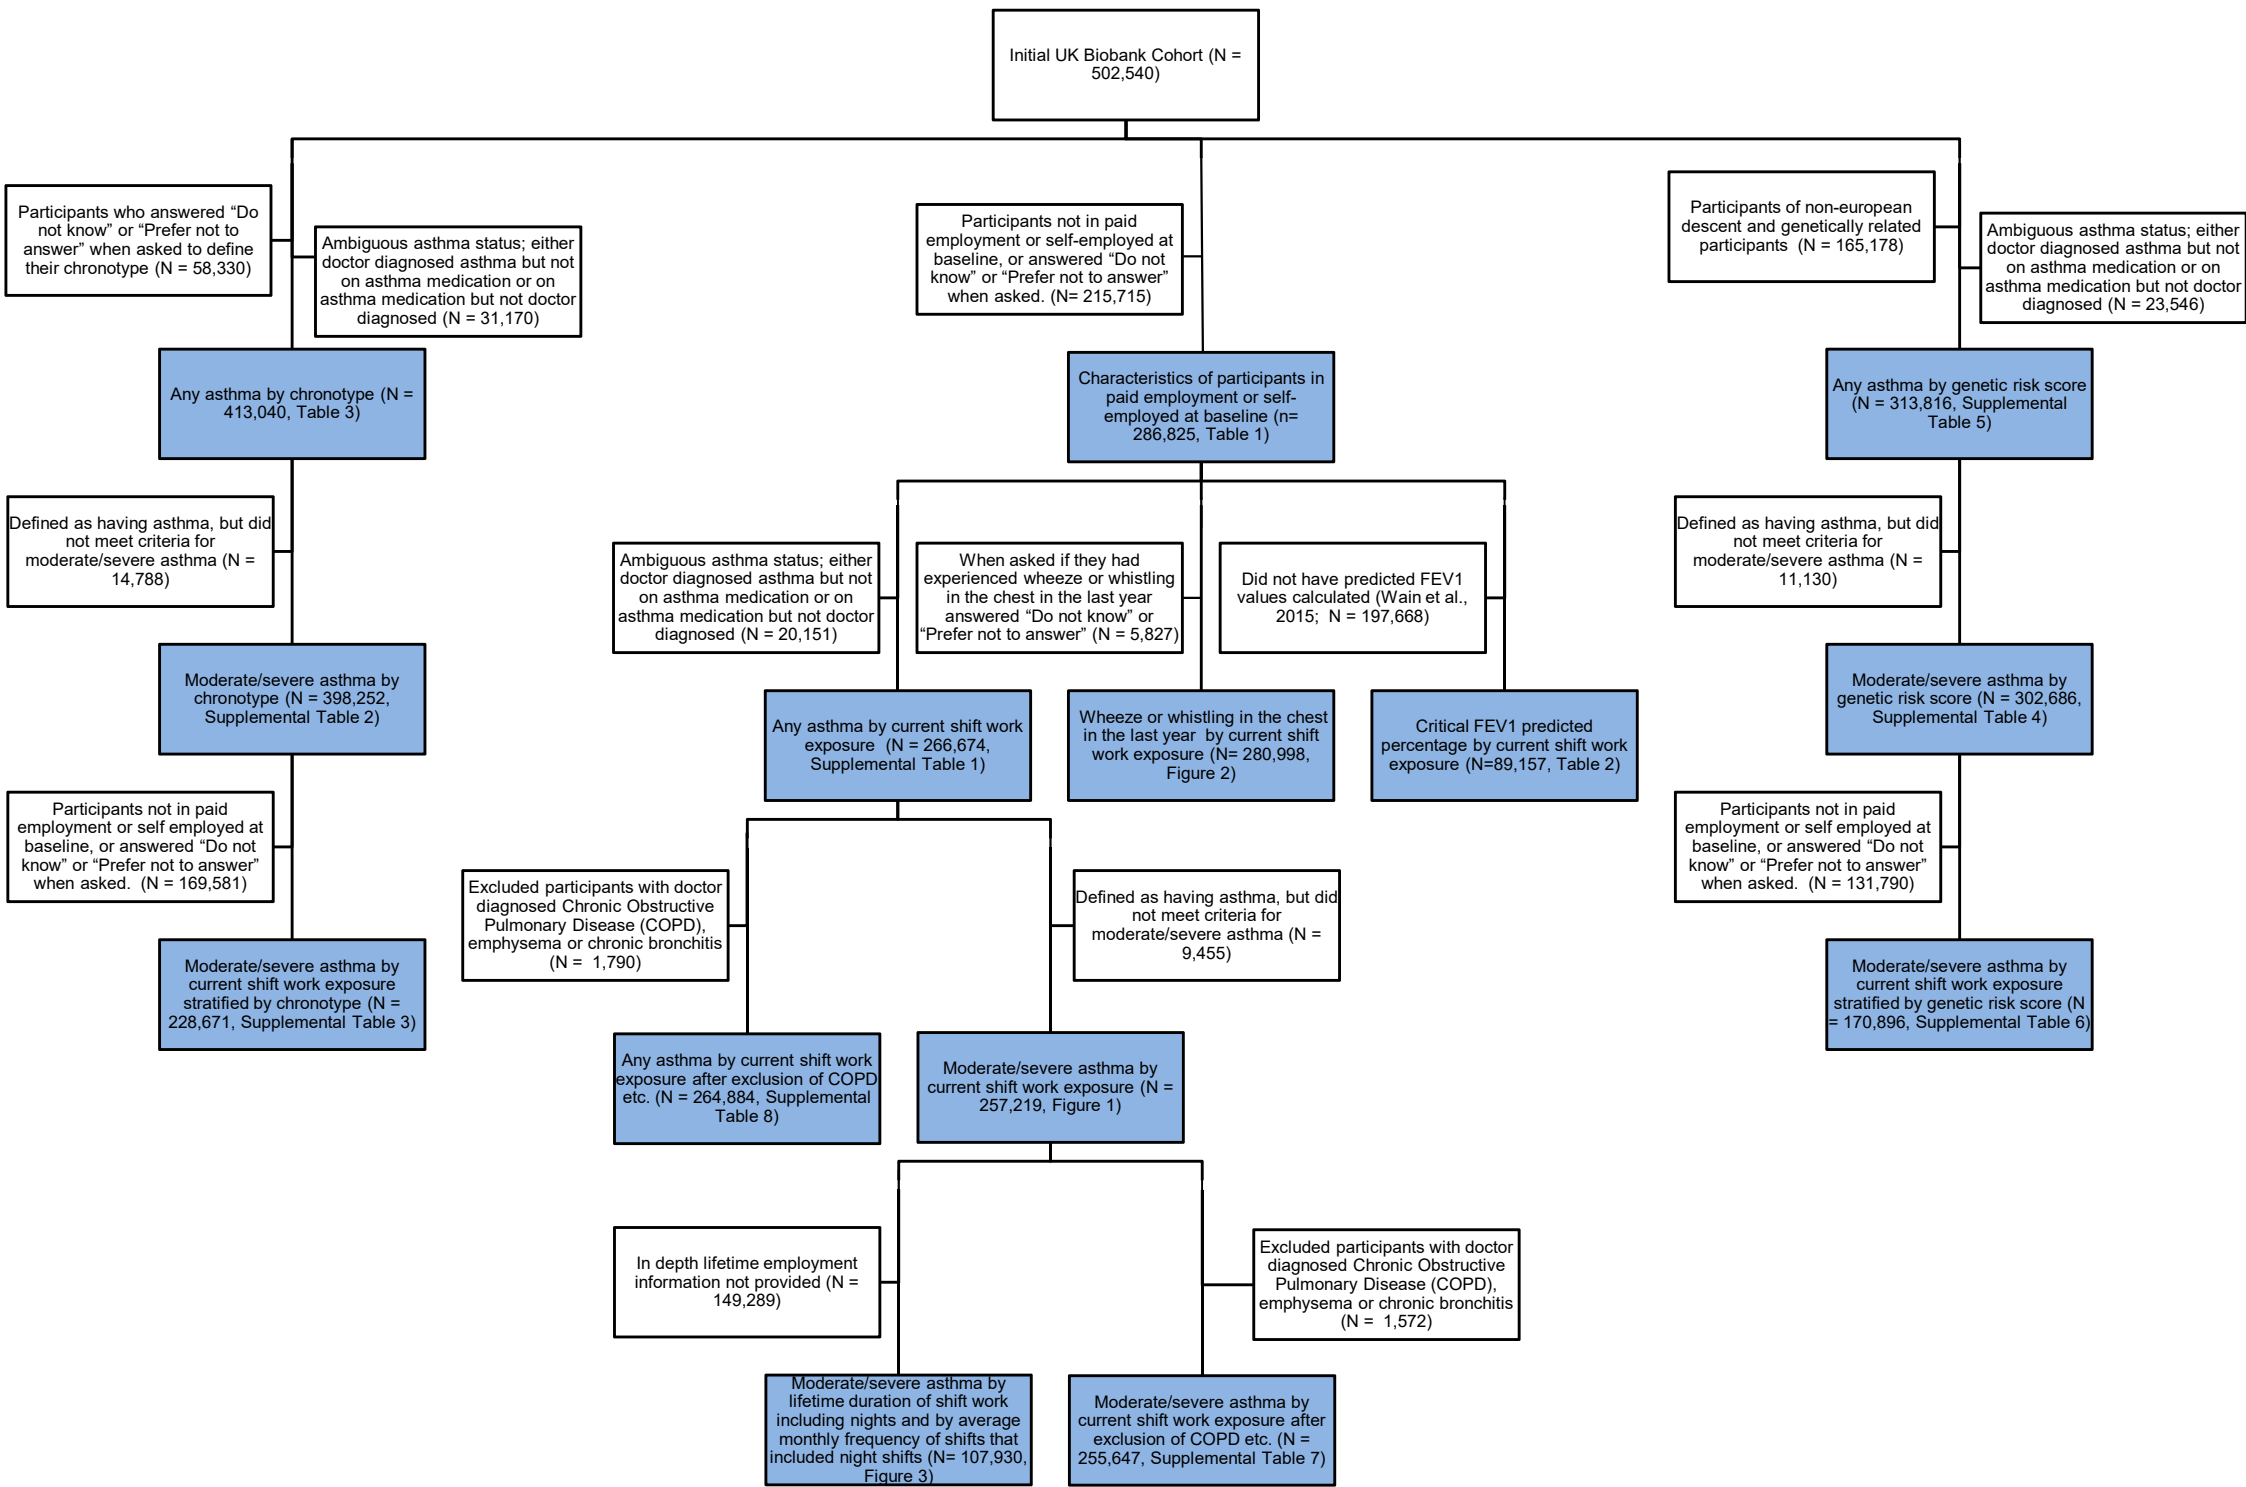 Initial UK Biobank Cohort (N =
502,540)
Participants who answered “Do
not know” or “Prefer not to
answer” when asked to define
their chronotype (N = 58,330)
Ambiguous asthma status; either
doctor diagnosed asthma but not
on asthma medication or on
asthma medication but not doctor
diagnosed (N = 31,170)
Participants not in paid
employment or self-employed at
baseline, or answered “Do not
know” or “Prefer not to answer”
when asked. (N= 215,715)
Participants of non-european
descent and genetically related
participants  (N = 165,178)
Ambiguous asthma status; either
doctor diagnosed asthma but not
on asthma medication or on
asthma medication but not doctor
diagnosed (N = 23,546)
Any asthma by chronotype (N =
413,040, Table 3)
Characteristics of participants in
paid employment or self-
employed at baseline (n=
286,825, Table 1)
Any asthma by genetic risk score
(N = 313,816, Supplemental
Table 5)
Defined as having asthma, but did
not meet criteria for
moderate/severe asthma (N =
14,788)
Ambiguous asthma status; either
doctor diagnosed asthma but not
on asthma medication or on
asthma medication but not doctor
diagnosed (N = 20,151)
When asked if they had
experienced wheeze or whistling
in the chest in the last year
answered “Do not know” or
“Prefer not to answer” (N = 5,827)
Did not have predicted FEV1
values calculated (Wain et al.,
2015;  N = 197,668)
Defined as having asthma, but did
not meet criteria for
moderate/severe asthma (N =
11,130)
Moderate/severe asthma by
chronotype (N = 398,252,
Supplemental Table 2)
Any asthma by current shift work
exposure  (N = 266,674,
Supplemental Table 1)
Wheeze or whistling in the chest
in the last year  by current shift
work exposure (N= 280,998,
Figure 2)
Critical FEV1 predicted
percentage by current shift work
exposure (N=89,157, Table 2)
Moderate/severe asthma by
genetic risk score (N = 302,686,
Supplemental Table 4)
Participants not in paid
employment or self employed at
baseline, or answered “Do not
know” or “Prefer not to answer”
when asked.  (N = 169,581)
Excluded participants with doctor
diagnosed Chronic Obstructive
Pulmonary Disease (COPD),
emphysema or chronic bronchitis
(N =  1,790)
Defined as having asthma, but did
not meet criteria for
moderate/severe asthma (N =
9,455)
Participants not in paid
employment or self employed at
baseline, or answered “Do not
know” or “Prefer not to answer”
when asked.  (N = 131,790)
Moderate/severe asthma by
current shift work exposure
stratified by chronotype (N =
228,671, Supplemental Table 3)
Any asthma by current shift work
exposure after exclusion of COPD
etc. (N = 264,884, Supplemental
Table 8)
Moderate/severe asthma by
current shift work exposure (N =
257,219, Figure 1)
Moderate/severe asthma by
current shift work exposure
stratified by genetic risk score (N
= 170,896, Supplemental Table 6)
In depth lifetime employment
information not provided (N =
149,289)
Excluded participants with doctor
diagnosed Chronic Obstructive
Pulmonary Disease (COPD),
emphysema or chronic bronchitis
(N =  1,572)
Moderate/severe asthma by
lifetime duration of shift work
including nights and by average
monthly frequency of shifts that
included night shifts (N= 107,930,
Figure 3)
Moderate/severe asthma by
current shift work exposure after
exclusion of COPD etc. (N =
255,647, Supplemental Table 7)